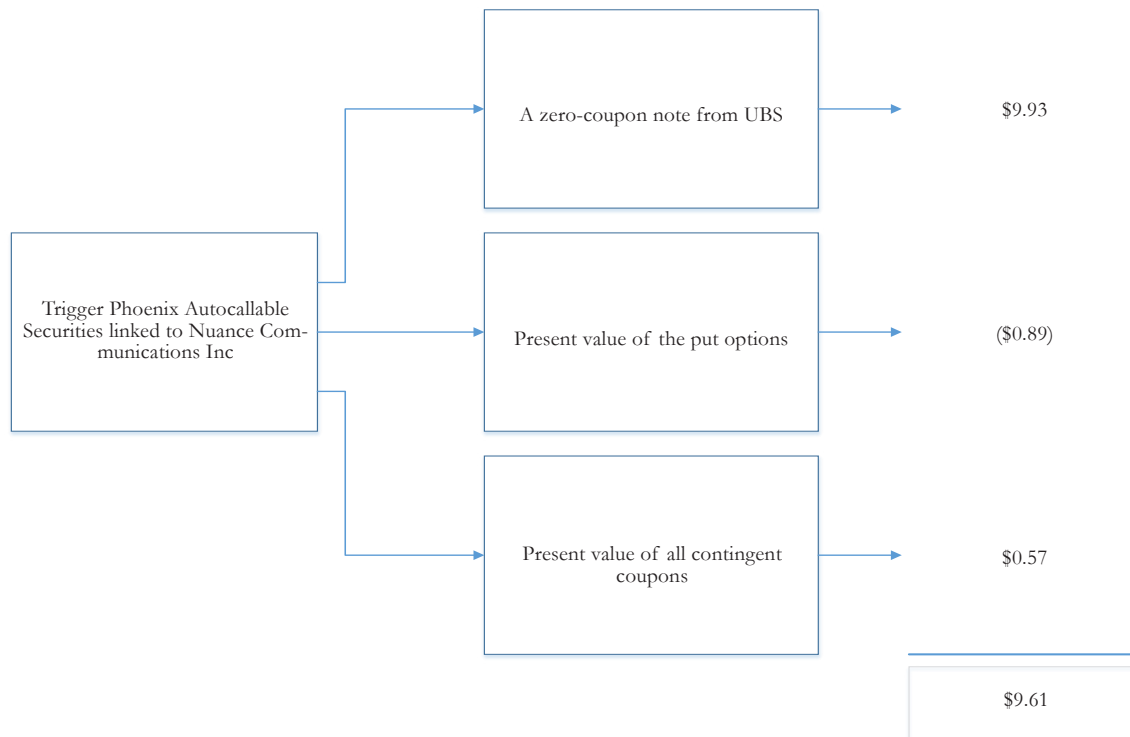 A zero-coupon note from UBS
$9.93
Trigger Phoenix Autocallable
Securities linked to Nuance Com-
munications Inc
Present value of the put options
($0.89)
Present value of all contingent
coupons
$0.57
$9.61